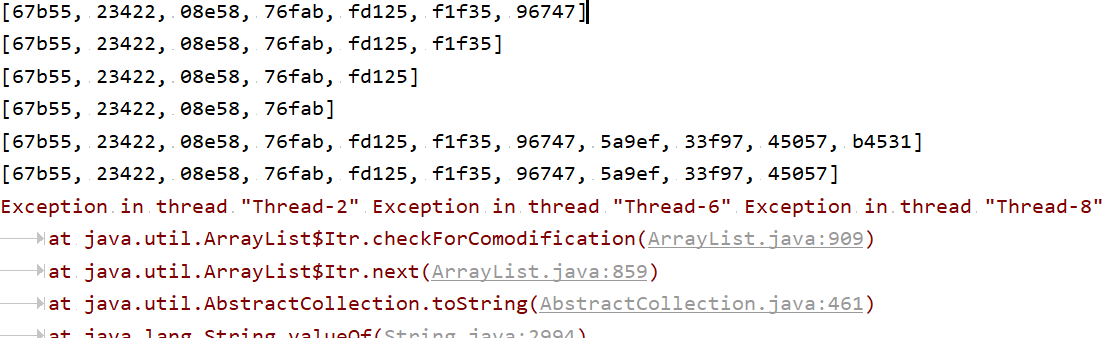 [67b55, 23422, 08e58, 76fab, fd125, f1f35, 96747]
[67b55, 23422, 08e58, 76fab, fd125, f1f35]
[67b55, 23422, 08e58, 76fab, fd125]
[67b55, 23422, 08e58, 76fab]
[67b55, 23422, 08e58, 76fab, fd125, f1f35, 96747, 5a9ef, 33f97, 45057, b4531]
[67b55, 23422, 08e58, 76fab, fd125, f1f35, 96747, 5a9ef, 33f97, 45057]
Exception in thread "Thread-2" Exception in thread "Thread-6" Exception in thread "Thread-8"
at java.util.ArrayList$Itr.checkForComodification(ArrayList.java:909)
at java.util.ArrayList$Itr.next(ArrayList.java:859)
at java.util.AbstractCollection.toString(AbstractCollection.java:461)
at java.lang.String.valueOf(String.java:2994)